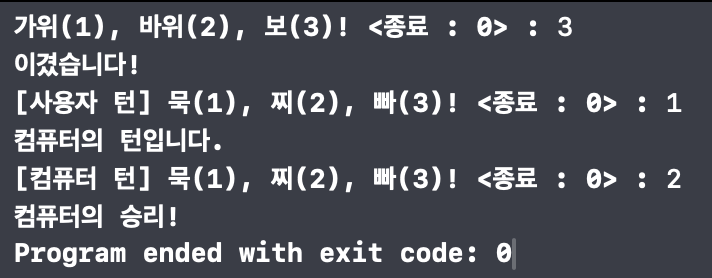 가위(1), 바위(2), 보(3)! <종료 : 0> : 3
이겼습니다!
[사용자 턴] 묵(1), 찌(2), 빠(3)! <종료 : 0> : 1
컴퓨터의 턴입니다.
[컴퓨터 턴] 묵(1), 찌(2), 빠(3)! <종료 : 0> : 2
컴퓨터의 승리!
Program ended with exit code: 0